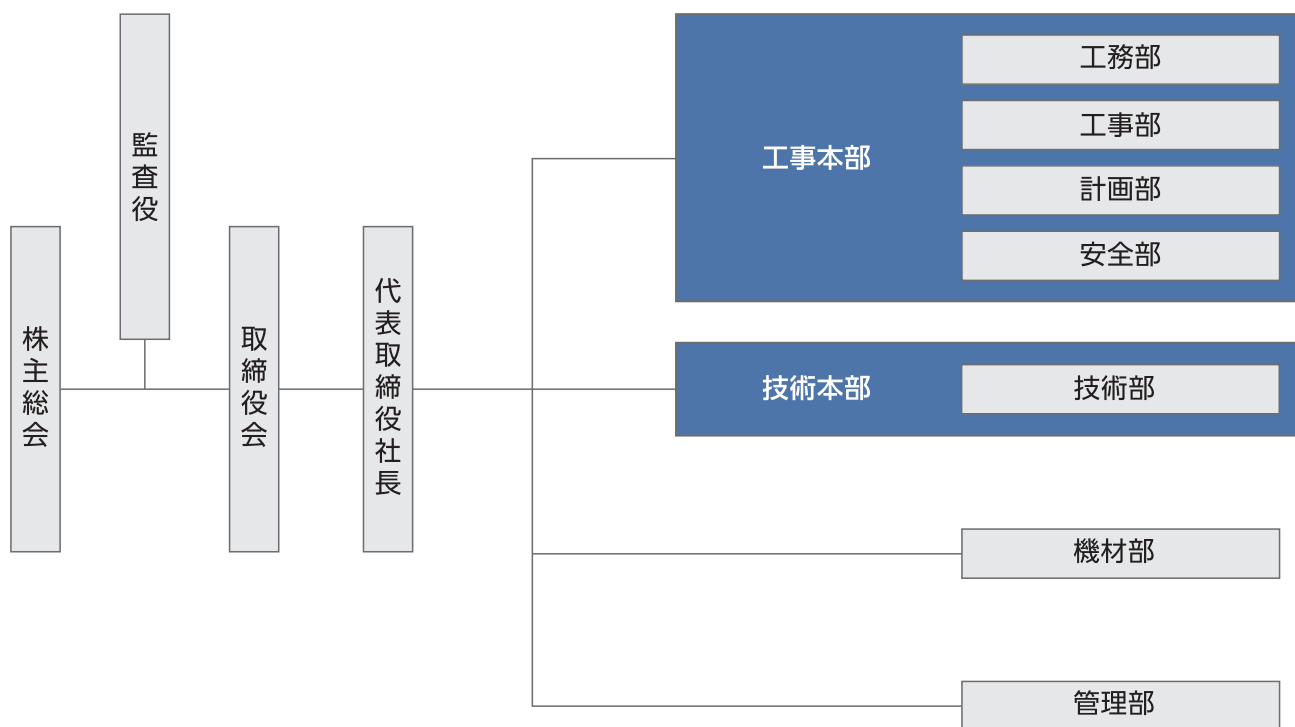 株主総会
監査役
取締役会
代表取締役社長
工事本部
工務部
工事部
計画部
安全部
技術本部
技術部
機材部
管理部